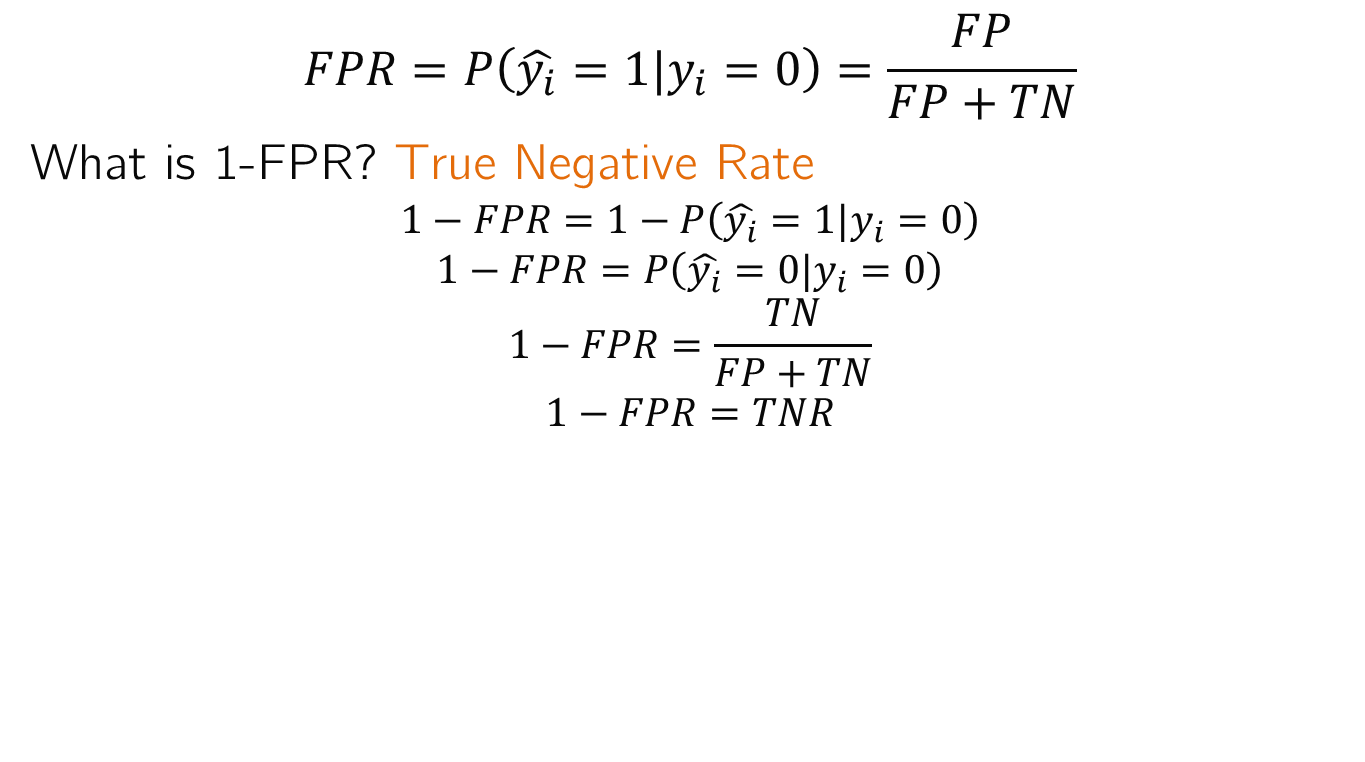 FPR = P(ŷᵢ = 1|yᵢ = 0) = FP / (FP + TN)
What is 1-FPR? True Negative Rate
1 − FPR = 1 − P(ŷᵢ = 1|yᵢ = 0)
1 − FPR = P(ŷᵢ = 0|yᵢ = 0)
1 − FPR = TN / (FP + TN)
1 − FPR = TNR